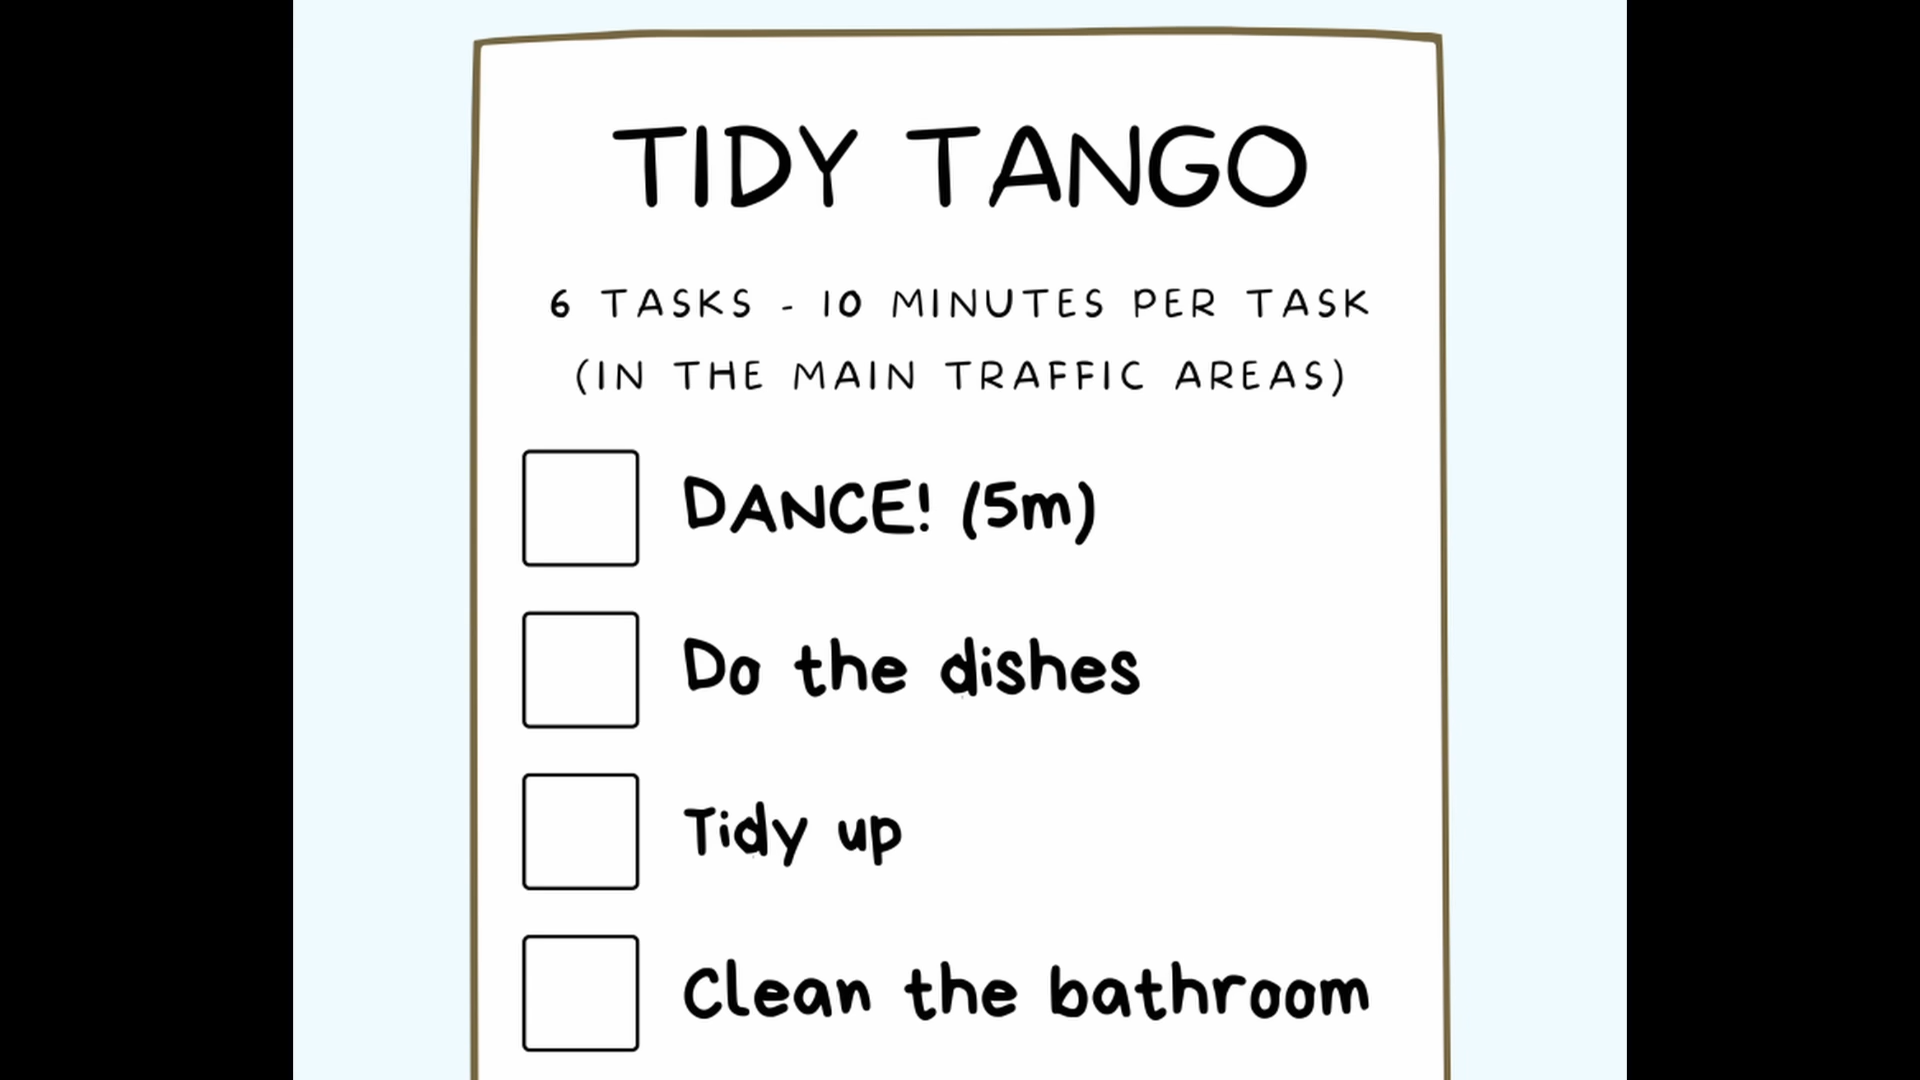 TIDY TANGO
6 TASKS - 10 MINUTES PER TASK
(IN THE MAIN TRAFFIC AREAS)
DANCE! (5m)
Do the dishes
Tidy up
Clean the bathroom